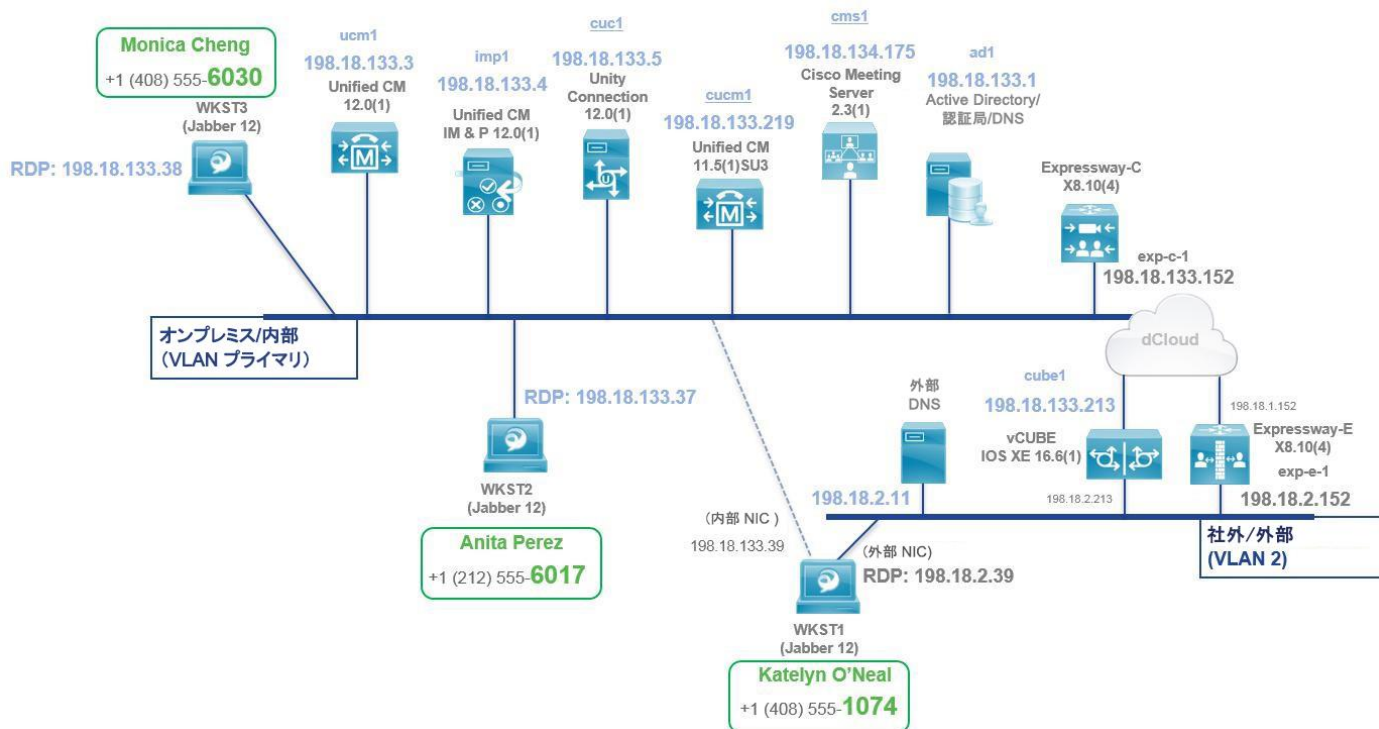 Monica Cheng
+1 (408) 555-6030
WKST3
(Jabber 12)
RDP: 198.18.133.38
ucm1
198.18.133.3
Unified CM
12.0(1)
M
imp1
198.18.133.4
Unified CM
IM & P 12.0(1)
cuc1
198.18.133.5
Unity
Connection
12.0(1)
U
cucm1
198.18.133.219
Unified CM
11.5(1)SU3
M
cms1
198.18.134.175
Cisco Meeting
Server
2.3(1)
ad1
198.18.133.1
Active Directory/
認証局/DNS
Expressway-C
X8.10(4)
exp-c-1
198.18.133.152
オンプレミス/内部
（VLAN プライマリ）
dCloud
RDP: 198.18.133.37
WKST2
(Jabber 12)
Anita Perez
+1 (212) 555-6017
外部
DNS
198.18.2.11
cube1
198.18.133.213
vCUBE
IOS XE 16.6(1)
198.18.2.213
198.18.1.152
Expressway-E
X8.10(4)
exp-e-1
198.18.2.152
社外/外部
(VLAN 2)
（内部 NIC ）
198.18.133.39
（外部 NIC）
RDP: 198.18.2.39
WKST1
(Jabber 12)
Katelyn O'Neal
+1 (408) 555-1074